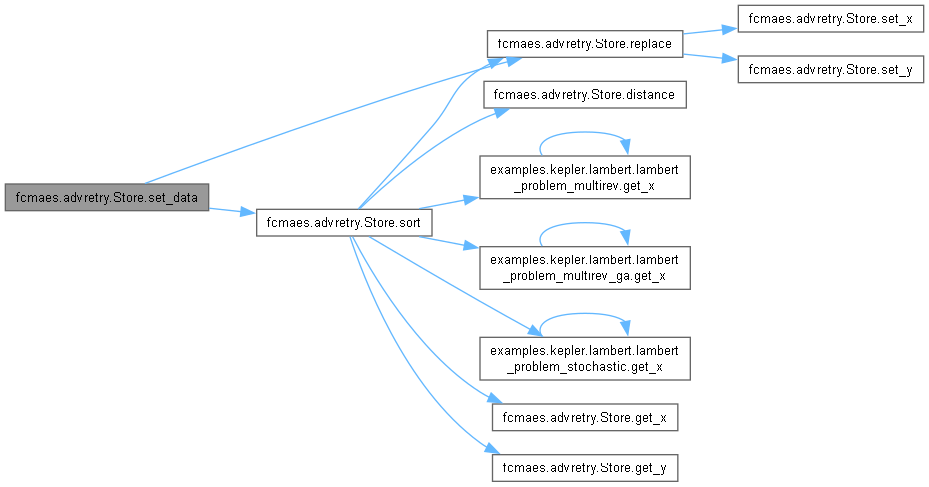 fcmaes.advretry.Store.set_x
fcmaes.advretry.Store.replace
fcmaes.advretry.Store.set_y
fcmaes.advretry.Store.distance
examples.kepler.lambert.lambert
_problem_multirev.get_x
fcmaes.advretry.Store.set_data
fcmaes.advretry.Store.sort
examples.kepler.lambert.lambert
_problem_multirev_ga.get_x
examples.kepler.lambert.lambert
_problem_stochastic.get_x
fcmaes.advretry.Store.get_x
fcmaes.advretry.Store.get_y